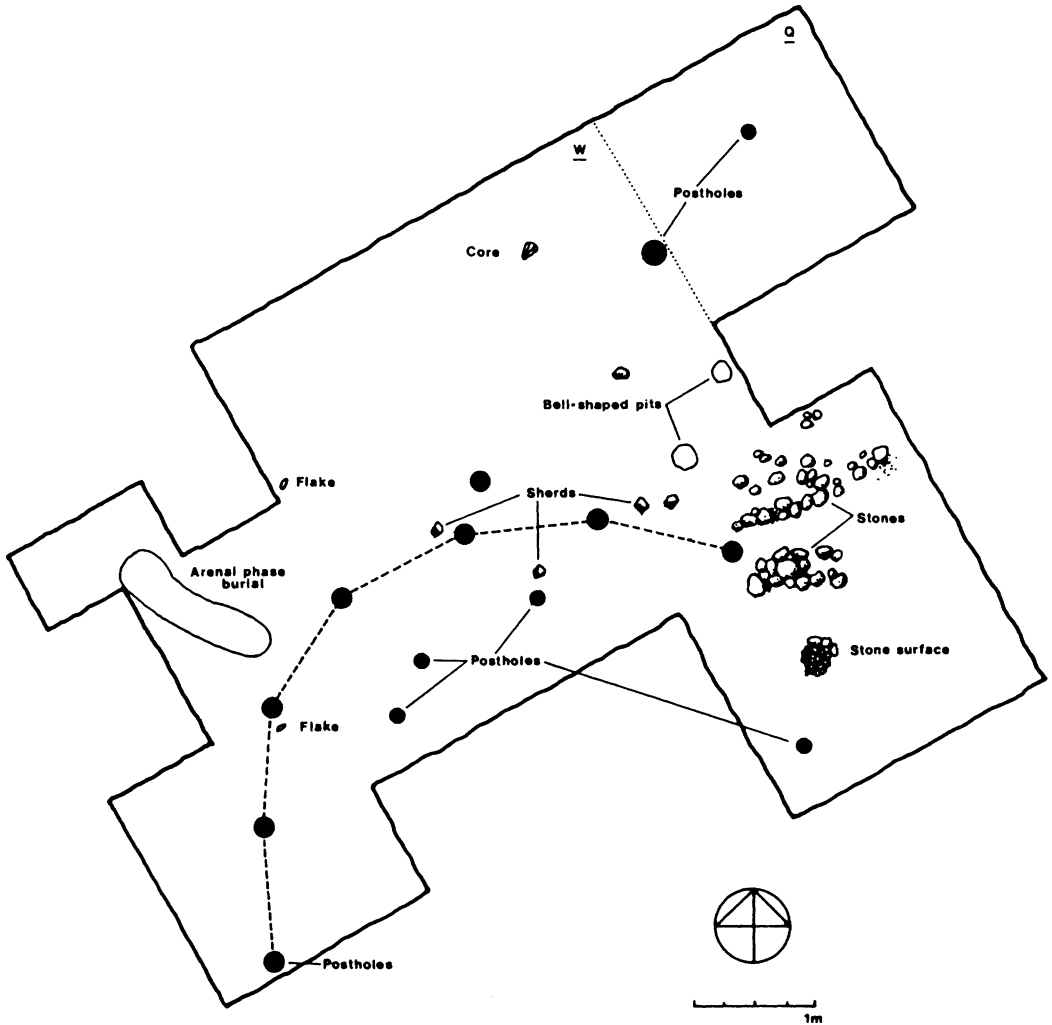 Q
W
Postholes
Core
Bell-shaped pits
Flake
Sherds
Stones
Arenal phase
burial
Stone surface
Postholes
Flake
Postholes
1m